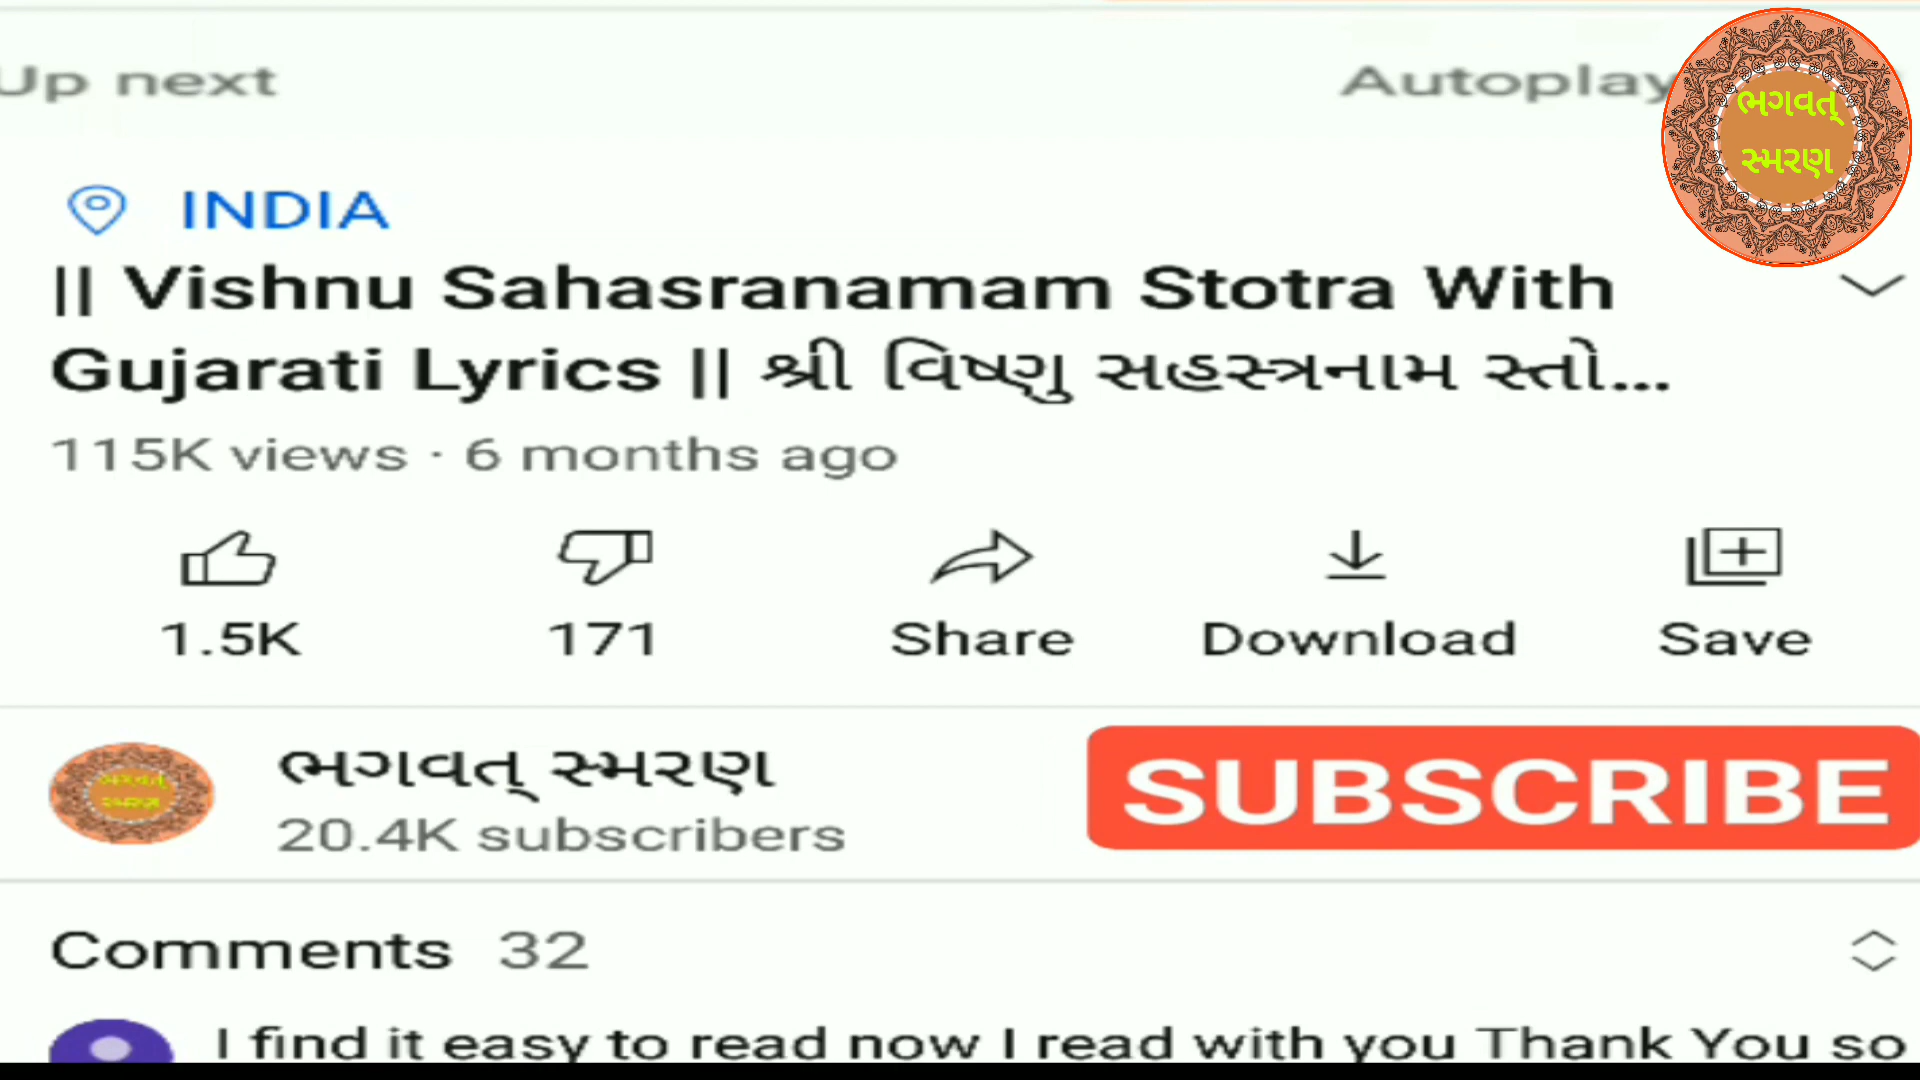 Up next
Autoplay
ભગવત્
સ્મરણ
INDIA
|| Vishnu Sahasranamam Stotra With
Gujarati Lyrics || શ્રી વિષ્ણુ સહસ્ત્રનામ સ્તો...
115K views · 6 months ago
1.5K 171 Share Download Save
ભગવત્ સ્મરણ
ભગવત્ સ્મરણ
20.4K subscribers
SUBSCRIBE
Comments 32
I find it easy to read now I read with you Thank You so